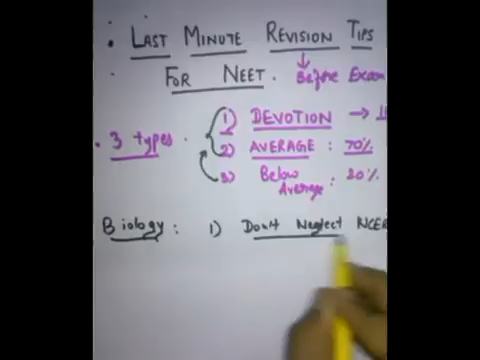 : LAST MINUTE REVISION TIPS
FOR NEET. Before Exam
• 3 types • 1) DEVOTION →
2) AVERAGE : 70%
3) Below Average :
Biology : 1) Don't Neglect